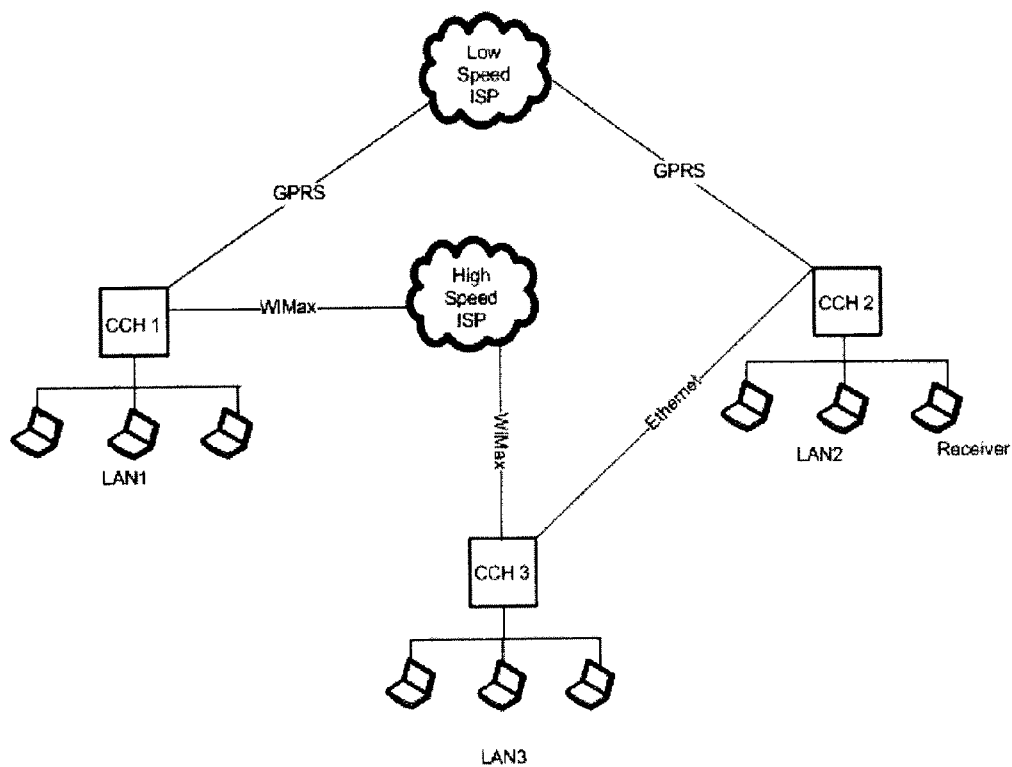 Low
Speed
ISP
GPRS
GPRS
High
Speed
ISP
WIMax
CCH 1
CCH 2
Ethernet
WiMax
LAN1
LAN2
Receiver
CCH 3
LAN3